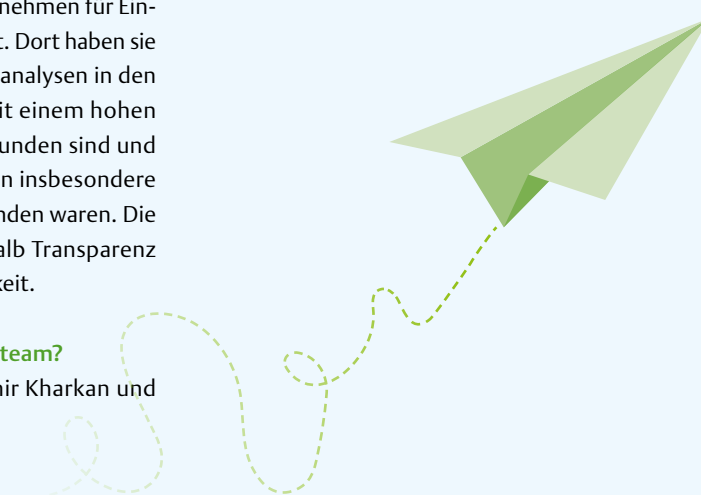 nehmen für Ein-
t. Dort haben sie
analysen in den
it einem hohen
unden sind und
n insbesondere
nden waren. Die
alb Transparenz
keit.
team?
nir Kharkan und